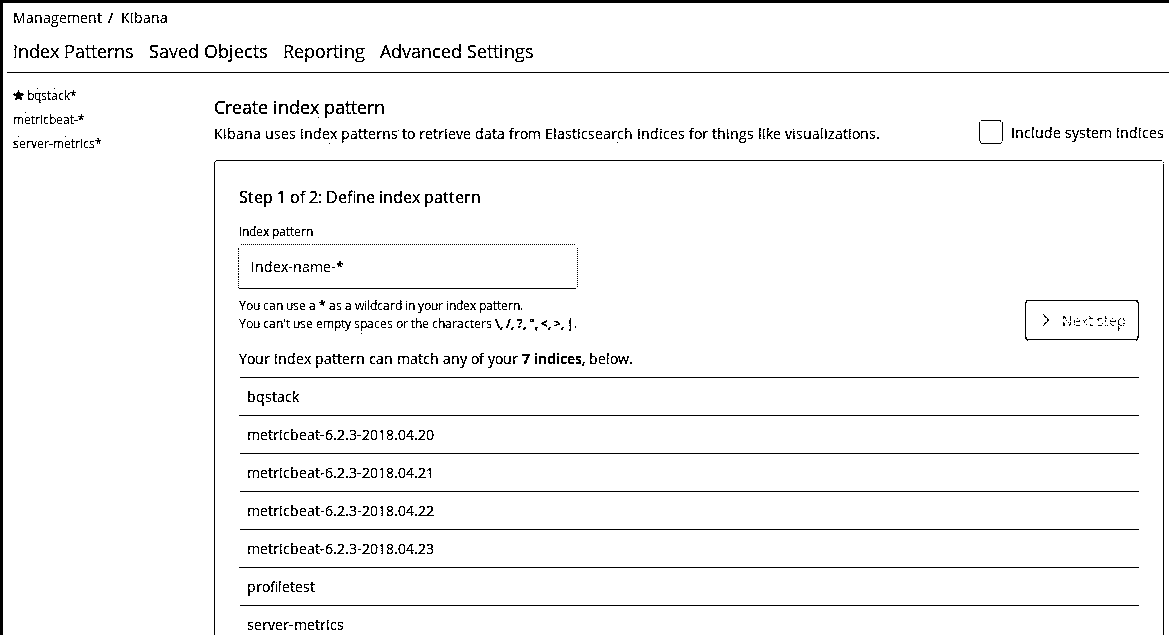 Management / Kibana
Index Patterns Saved Objects Reporting Advanced Settings
★ bqstack*
metricbeat-*
server-metrics*
Create index pattern
Kibana uses index patterns to retrieve data from Elasticsearch indices for things like visualizations.
Include system indices
Step 1 of 2: Define index pattern
Index pattern
index-name-*
You can use a * as a wildcard in your index pattern.
You can't use empty spaces or the characters \, /, ?, ", <, >, |.
> Next step
Your index pattern can match any of your 7 indices, below.
bqstack
metricbeat-6.2.3-2018.04.20
metricbeat-6.2.3-2018.04.21
metricbeat-6.2.3-2018.04.22
metricbeat-6.2.3-2018.04.23
profiletest
server-metrics